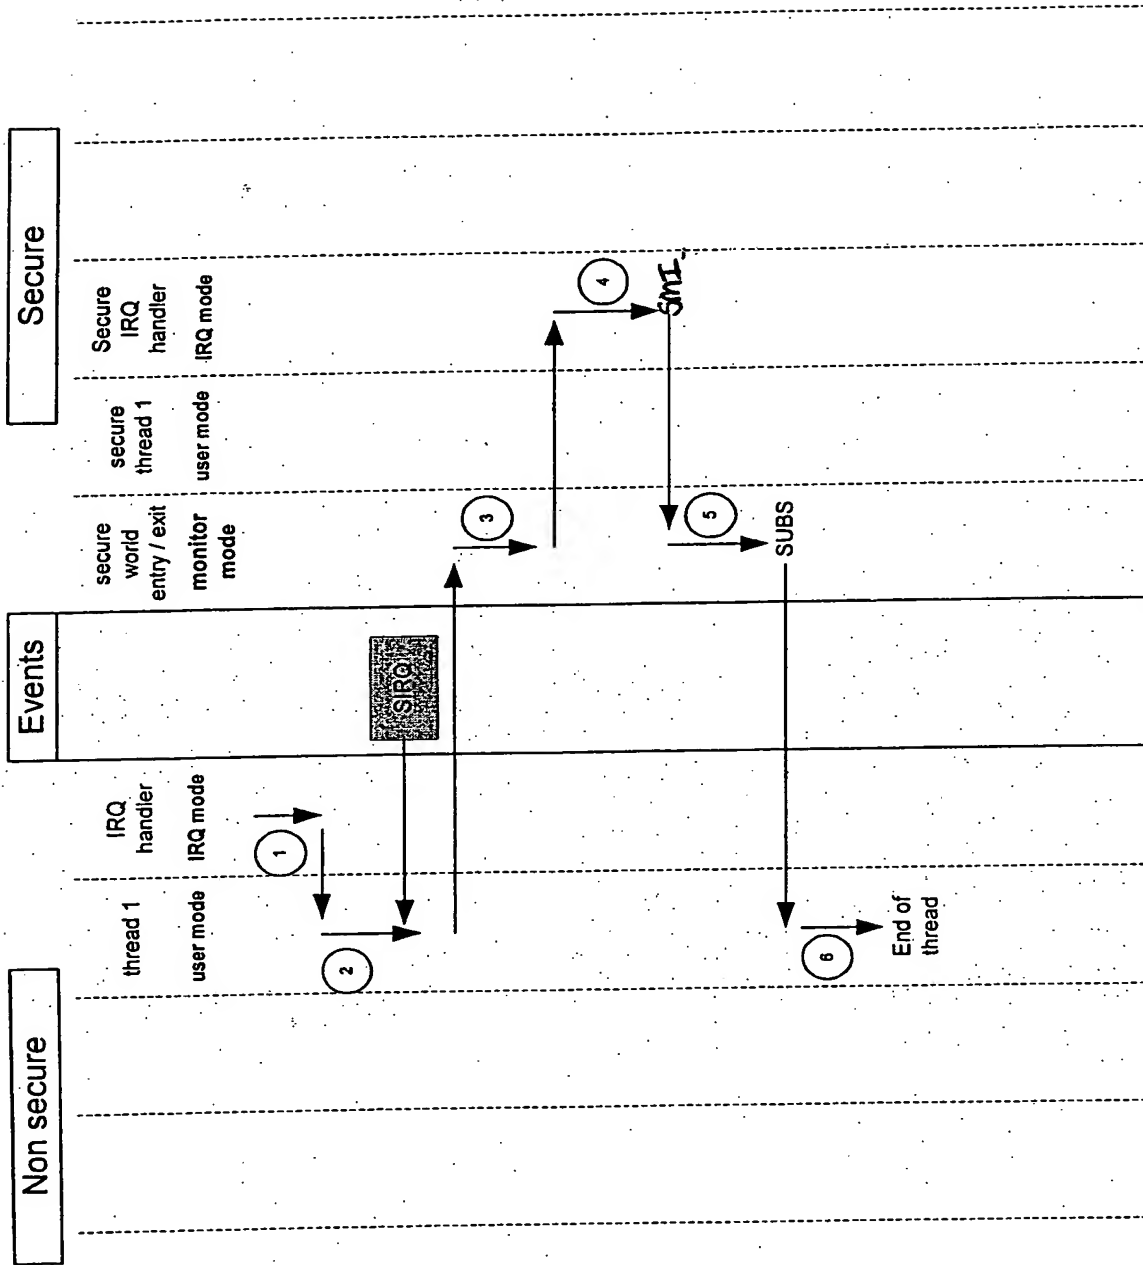 Non secure
Events
Secure
thread 1
user mode
IRQ
handler
IRQ mode
secure
world
entry / exit
monitor
mode
secure
thread 1
user mode
Secure
IRQ
handler
IRQ mode
1
2
SIRQ
3
4
SMI
5
SUBS
6
End of
thread